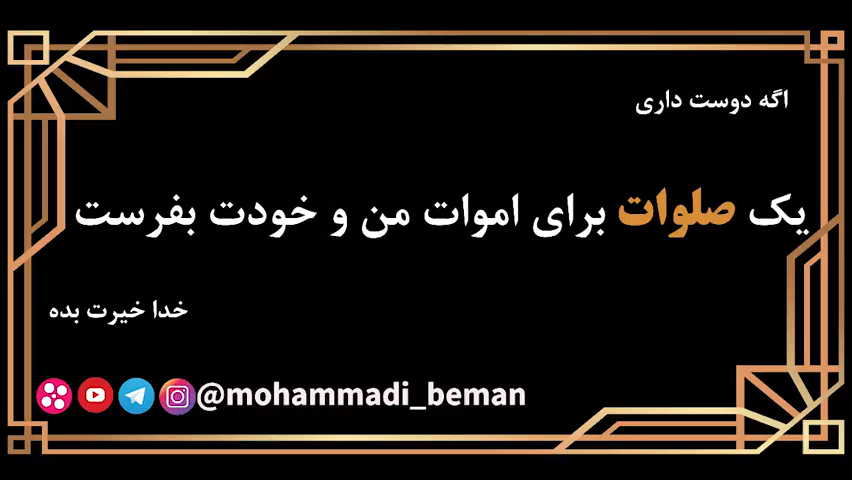 اگه دوست داری
یک صلوات برای اموات من و خودت بفرست
خدا خیرت بده
@mohammadi_beman